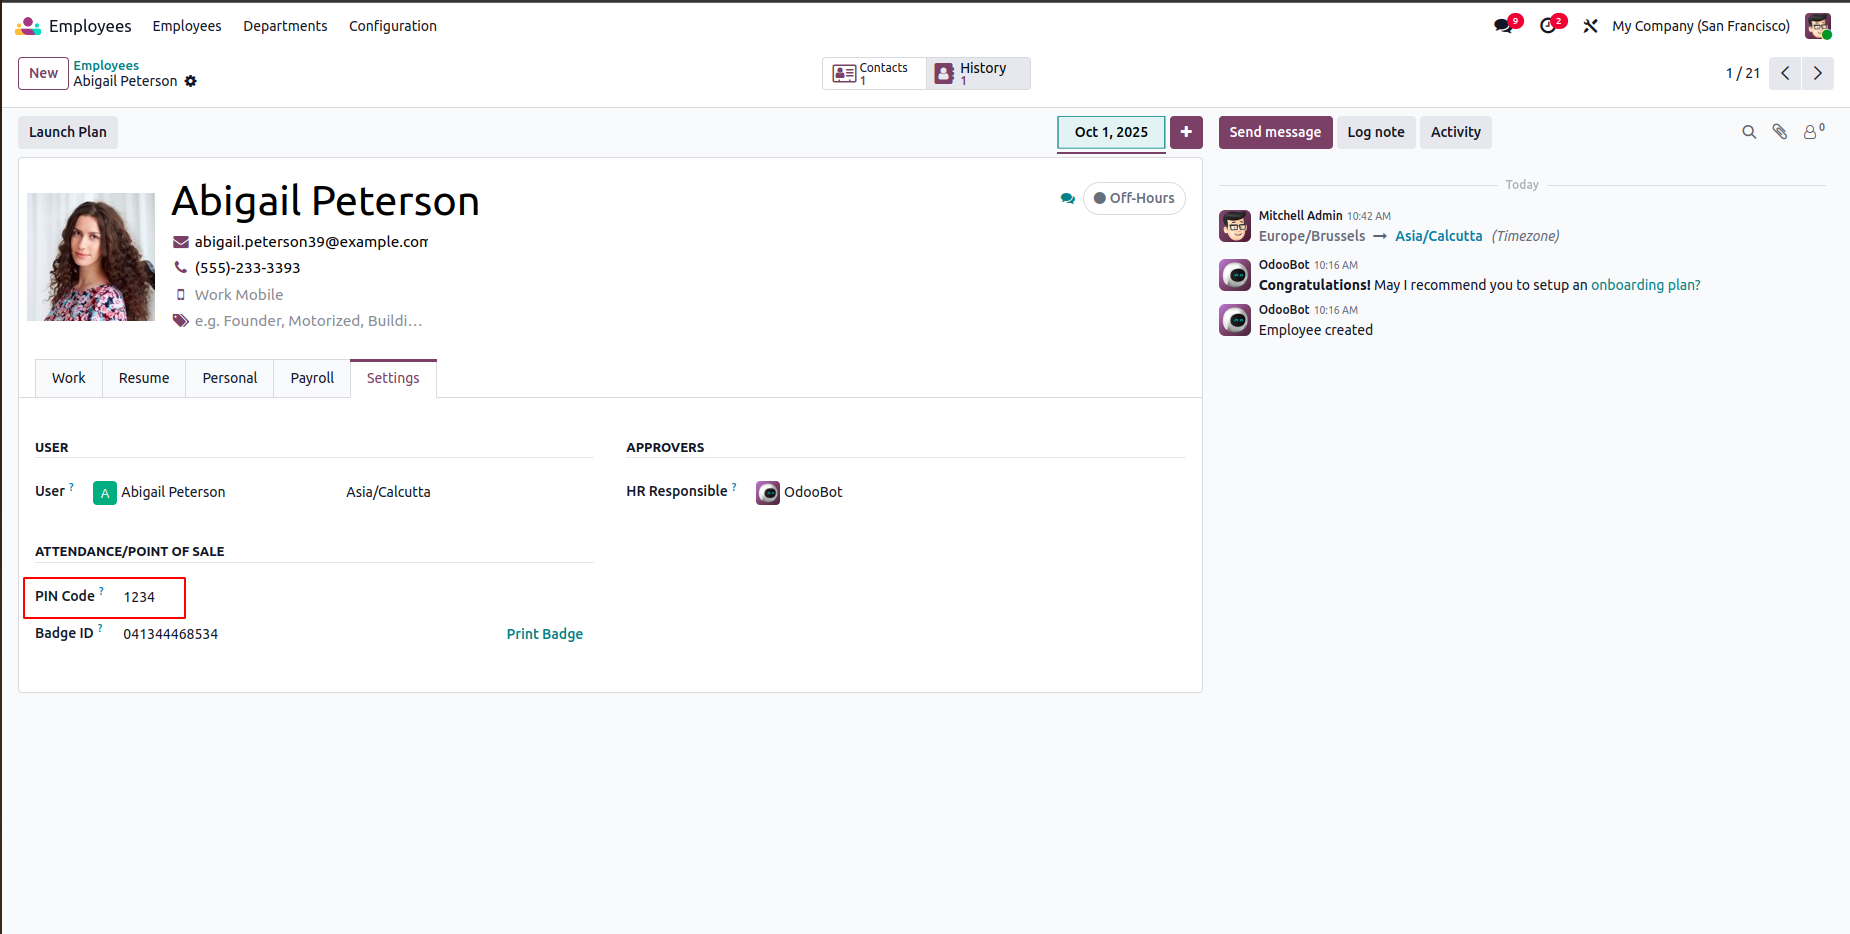 Employees Employees Departments Configuration 9 2 My Company (San Francisco)
New Employees Contacts 1 History 1 1 / 21
Abigail Peterson
Launch Plan Oct 1, 2025 + Send message Log note Activity 0
Today
Abigail Peterson
Off-Hours
abigail.peterson39@example.com
(555)-233-3393
Work Mobile
e.g. Founder, Motorized, Buildi...
Work Resume Personal Payroll Settings
USER
User ? A Abigail Peterson Asia/Calcutta
APPROVERS
HR Responsible ? OdooBot
ATTENDANCE/POINT OF SALE
PIN Code ? 1234
Badge ID ? 041344468534 Print Badge
Mitchell Admin 10:42 AM
Europe/Brussels → Asia/Calcutta (Timezone)
OdooBot 10:16 AM
Congratulations! May I recommend you to setup an onboarding plan?
OdooBot 10:16 AM
Employee created